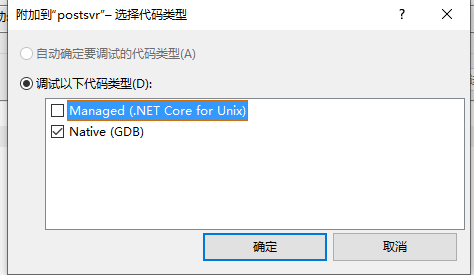 附加到“postsvr”– 选择代码类型
?
自动确定要调试的代码类型(A)
调试以下代码类型(D):
Managed (.NET Core for Unix)
Native (GDB)
确定
取消